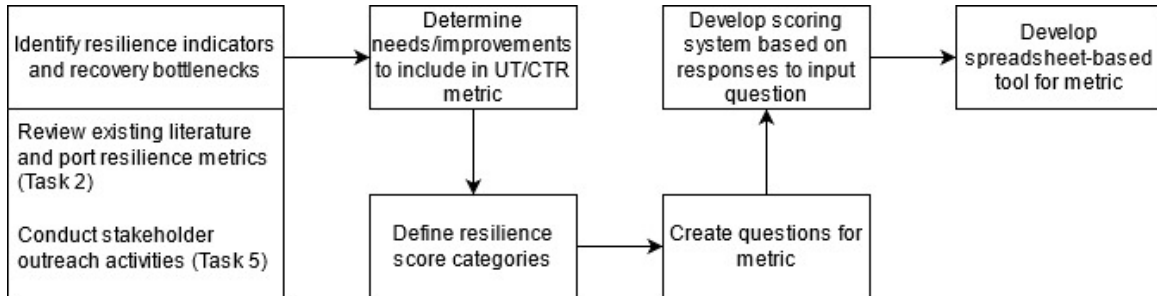 Identify resilience indicators
and recovery bottlenecks
Review existing literature
and port resilience metrics
(Task 2)
Conduct stakeholder
outreach activities (Task 5)
Determine
needs/improvements
to include in UT/CTR
metric
Define resilience
score categories
Create questions for
metric
Develop scoring
system based on
responses to input
question
Develop
spreadsheet-based
tool for metric